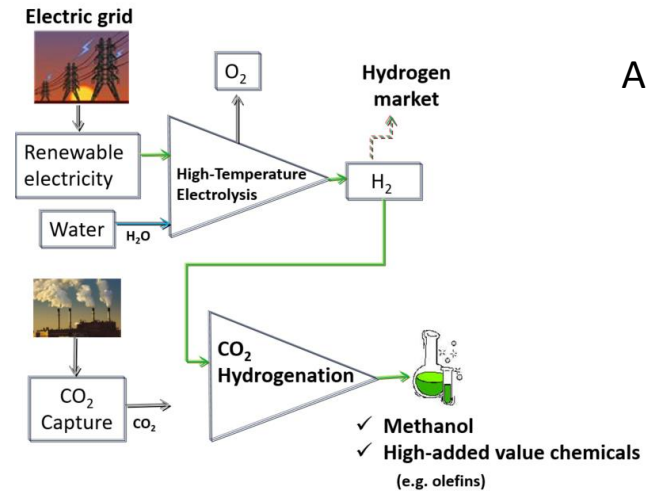 Electric grid
A
O₂
Hydrogen
market
Renewable
electricity
High-Temperature
Electrolysis
H₂
Water
H₂O
CO₂
Hydrogenation
CO₂
Capture
CO₂
✓ Methanol
✓ High-added value chemicals
(e.g. olefins)